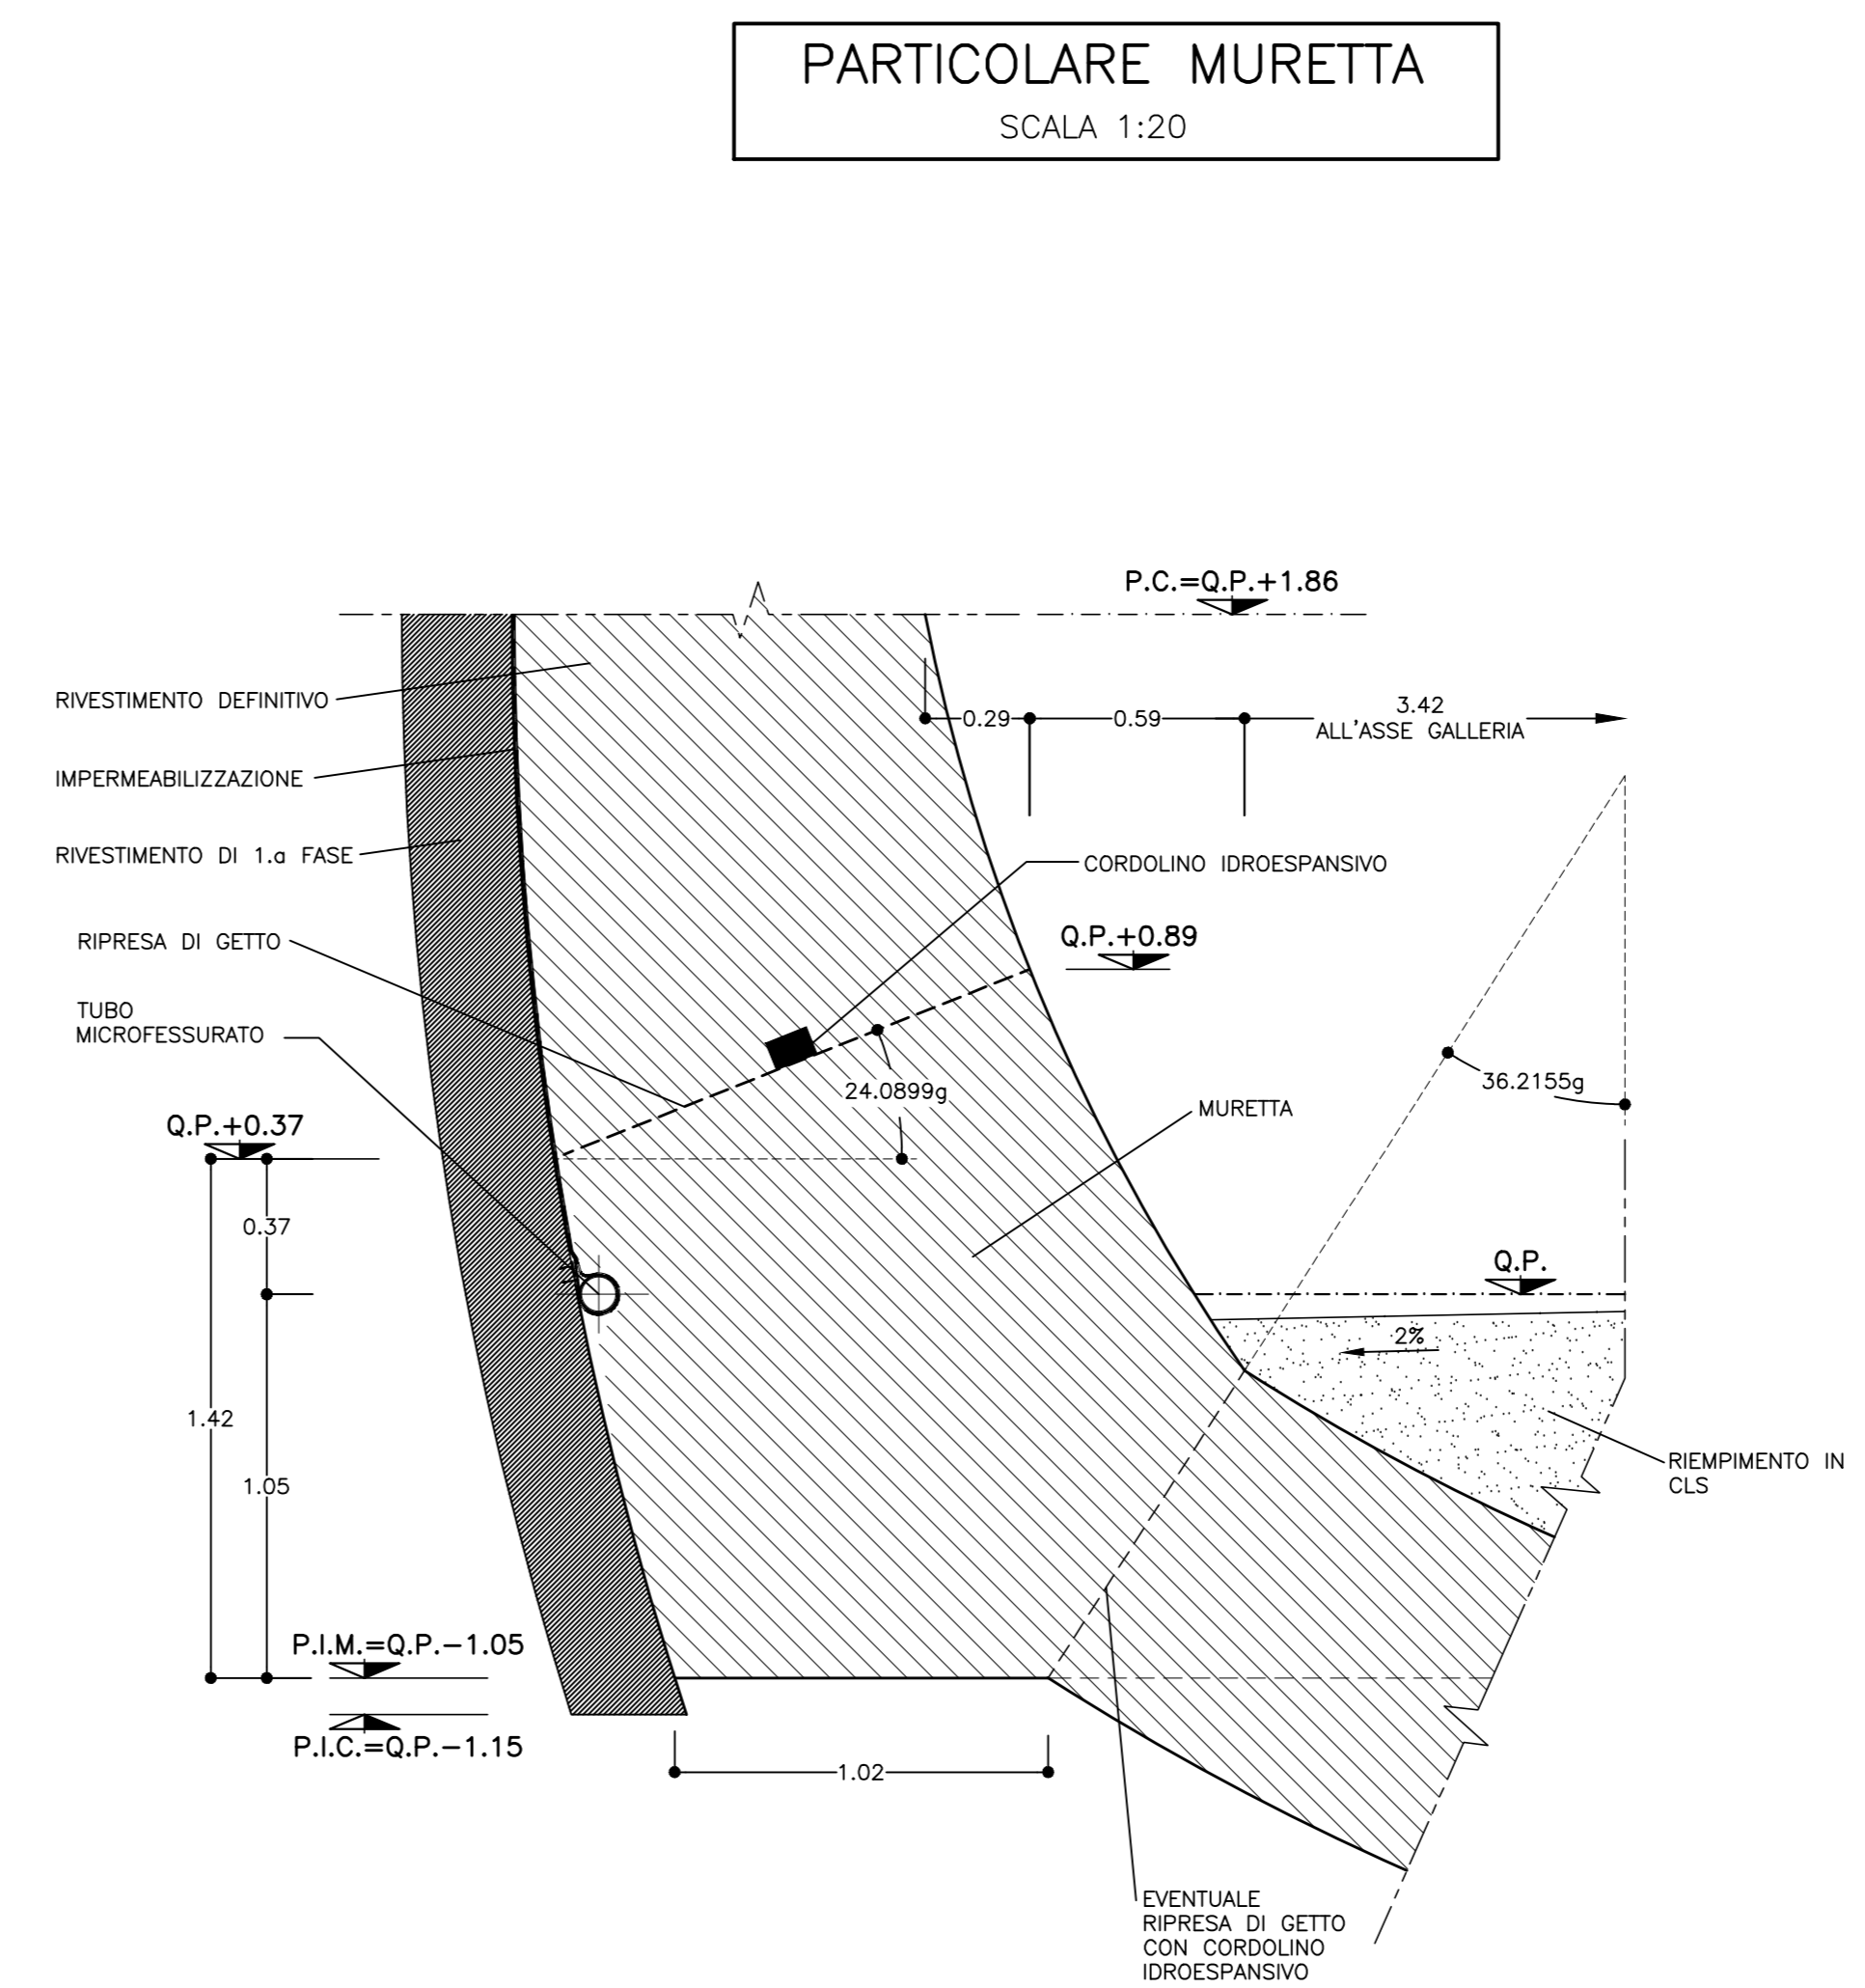 PARTICOLARE MURETTA
SCALA 1:20
P.C.=Q.P.+1.86
RIVESTIMENTO DEFINITIVO
0.29
0.59
3.42
ALL'ASSE GALLERIA
IMPERMEABILIZZAZIONE
RIVESTIMENTO DI 1.a FASE
CORDOLINO IDROESPANSIVO
RIPRESA DI GETTO
Q.P.+0.89
TUBO
MICROFESSURATO
24.0899g
36.2155g
MURETTA
Q.P.+0.37
0.37
Q.P.
2%
1.42
1.05
RIEMPIMENTO IN
CLS
P.I.M.=Q.P.-1.05
P.I.C.=Q.P.-1.15
1.02
EVENTUALE
RIPRESA DI GETTO
CON CORDOLINO
IDROESPANSIVO